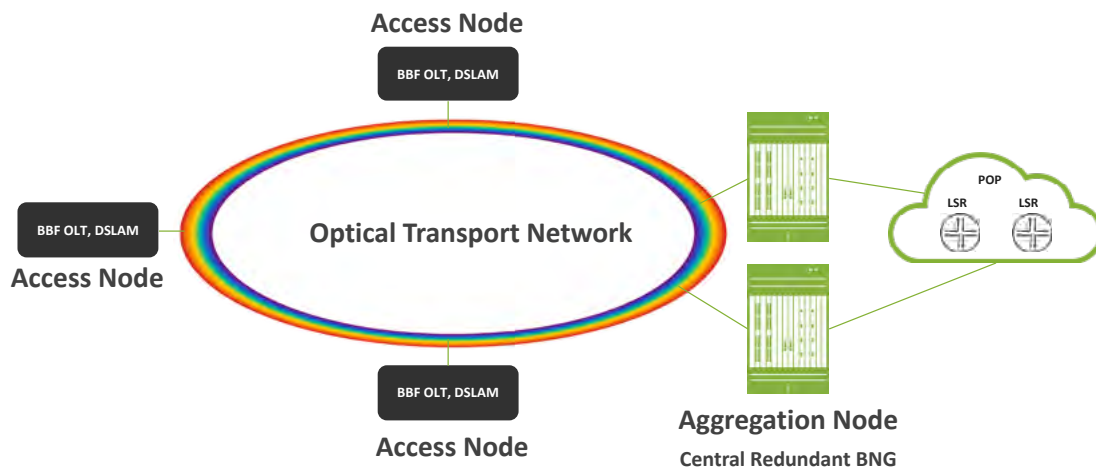 Access Node
BBF OLT, DSLAM
POP
LSR LSR
BBF OLT, DSLAM
Access Node
Optical Transport Network
BBF OLT, DSLAM
Access Node
Aggregation Node
Central Redundant BNG